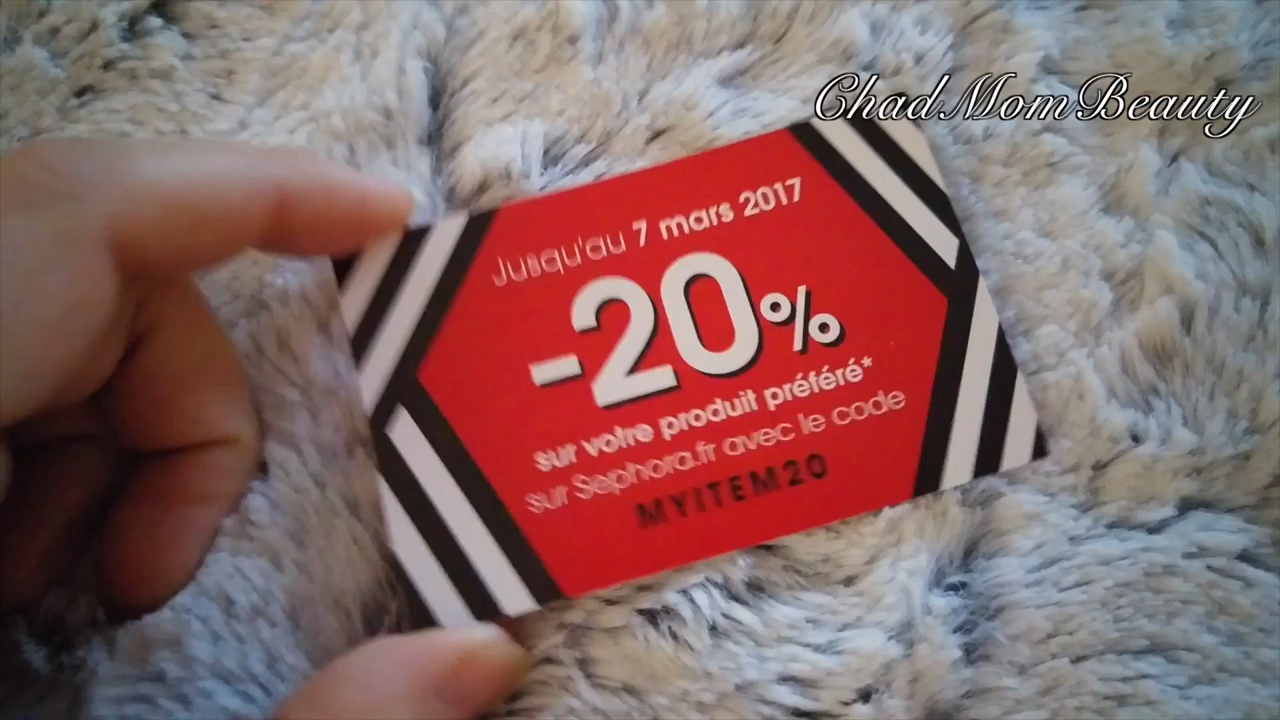 ChadMomBeauty
Jusqu'au 7 mars 2017
-20%
sur votre produit préféré*
sur Sephora.fr avec le code
MYITEM20